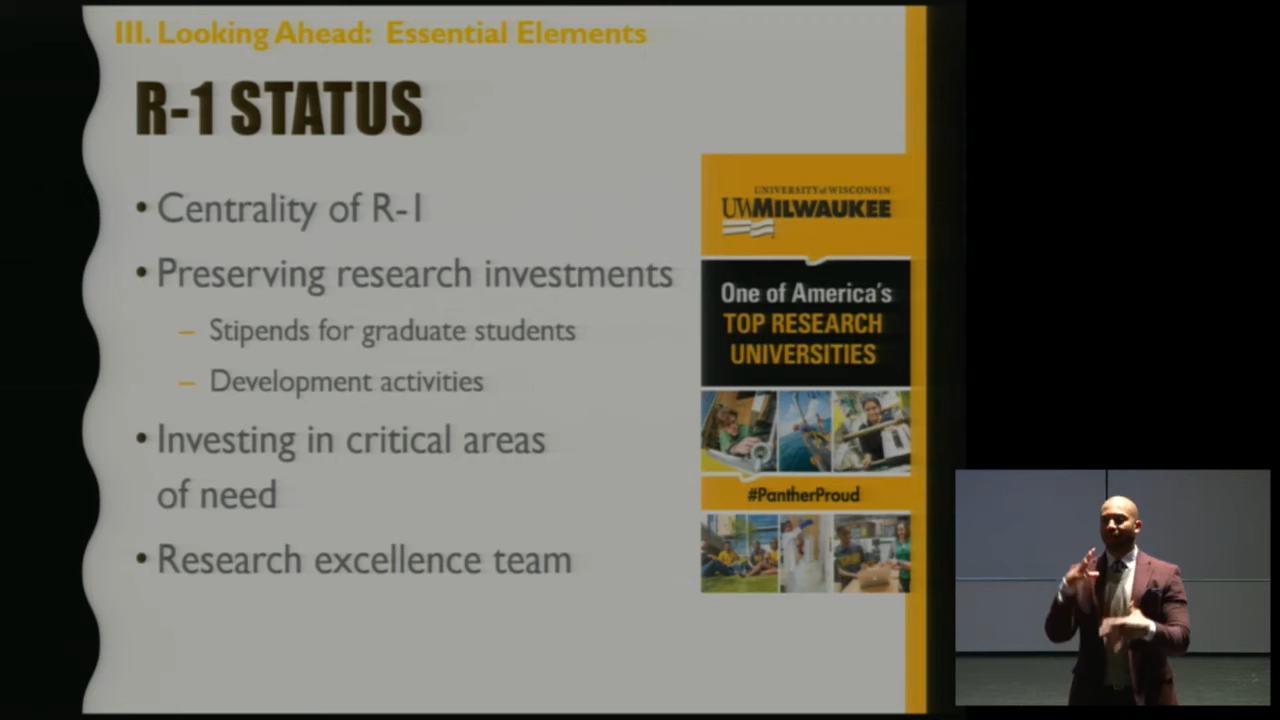 III. Looking Ahead: Essential Elements
R-1 STATUS
• Centrality of R-1
• Preserving research investments
– Stipends for graduate students
– Development activities
• Investing in critical areas
of need
• Research excellence team
UNIVERSITY of WISCONSIN
UWMILWAUKEE
One of America's
TOP RESEARCH
UNIVERSITIES
#PantherProud